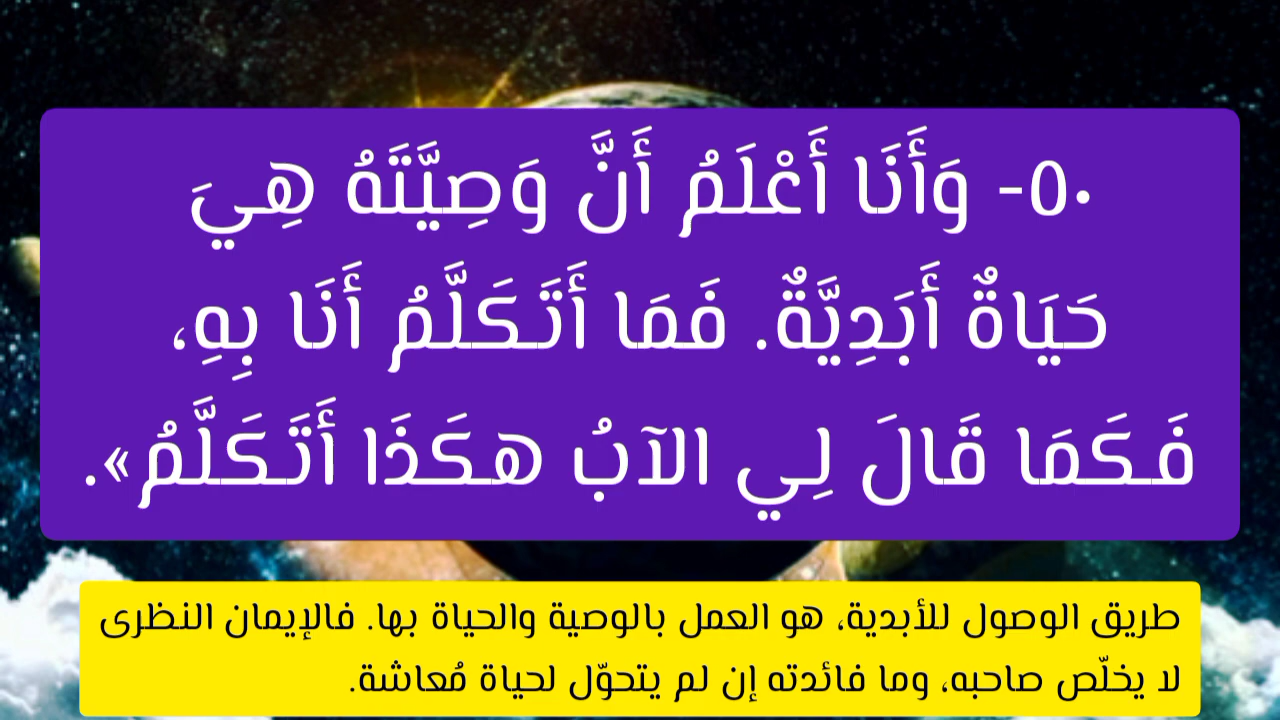 ٥٠- وَأَنَا أَعْلَمُ أَنَّ وَصِيَّتَهُ هِيَ
حَيَاةٌ أَبَدِيَّةٌ. فَمَا أَتَكَلَّمُ أَنَا بِهِ،
فَكَمَا قَالَ لِي الآبُ هكَذَا أَتَكَلَّمُ».
طريق الوصول للأبدية، هو العمل بالوصية والحياة بها. فالإيمان النظرى
لا يخلّص صاحبه، وما فائدته إن لم يتحوّل لحياة مُعاشة.